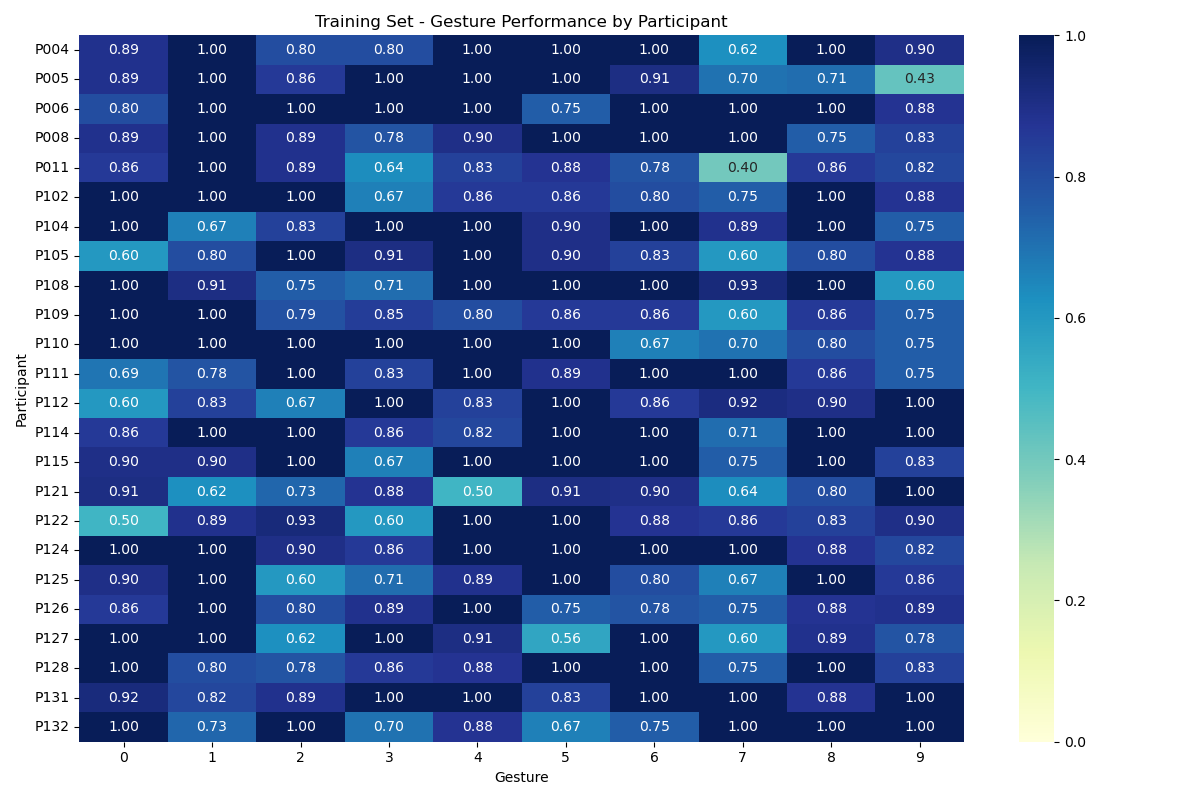 Training Set - Gesture Performance by Participant
P004 0.89 1.00 0.80 0.80 1.00 1.00 1.00 0.62 1.00 0.90
P005 0.89 1.00 0.86 1.00 1.00 1.00 0.91 0.70 0.71 0.43
P006 0.80 1.00 1.00 1.00 1.00 0.75 1.00 1.00 1.00 0.88
P008 0.89 1.00 0.89 0.78 0.90 1.00 1.00 1.00 0.75 0.83
P011 0.86 1.00 0.89 0.64 0.83 0.88 0.78 0.40 0.86 0.82
P102 1.00 1.00 1.00 0.67 0.86 0.86 0.80 0.75 1.00 0.88
P104 1.00 0.67 0.83 1.00 1.00 0.90 1.00 0.89 1.00 0.75
P105 0.60 0.80 1.00 0.91 1.00 0.90 0.83 0.60 0.80 0.88
P108 1.00 0.91 0.75 0.71 1.00 1.00 1.00 0.93 1.00 0.60
P109 1.00 1.00 0.79 0.85 0.80 0.86 0.86 0.60 0.86 0.75
P110 1.00 1.00 1.00 1.00 1.00 1.00 0.67 0.70 0.80 0.75
P111 0.69 0.78 1.00 0.83 1.00 0.89 1.00 1.00 0.86 0.75
P112 0.60 0.83 0.67 1.00 0.83 1.00 0.86 0.92 0.90 1.00
P114 0.86 1.00 1.00 0.86 0.82 1.00 1.00 0.71 1.00 1.00
P115 0.90 0.90 1.00 0.67 1.00 1.00 1.00 0.75 1.00 0.83
P121 0.91 0.62 0.73 0.88 0.50 0.91 0.90 0.64 0.80 1.00
P122 0.50 0.89 0.93 0.60 1.00 1.00 0.88 0.86 0.83 0.90
P124 1.00 1.00 0.90 0.86 1.00 1.00 1.00 1.00 0.88 0.82
P125 0.90 1.00 0.60 0.71 0.89 1.00 0.80 0.67 1.00 0.86
P126 0.86 1.00 0.80 0.89 1.00 0.75 0.78 0.75 0.88 0.89
P127 1.00 1.00 0.62 1.00 0.91 0.56 1.00 0.60 0.89 0.78
P128 1.00 0.80 0.78 0.86 0.88 1.00 1.00 0.75 1.00 0.83
P131 0.92 0.82 0.89 1.00 1.00 0.83 1.00 1.00 0.88 1.00
P132 1.00 0.73 1.00 0.70 0.88 0.67 0.75 1.00 1.00 1.00
0 1 2 3 4 5 6 7 8 9
Gesture
Participant
1.0
0.8
0.6
0.4
0.2
0.0